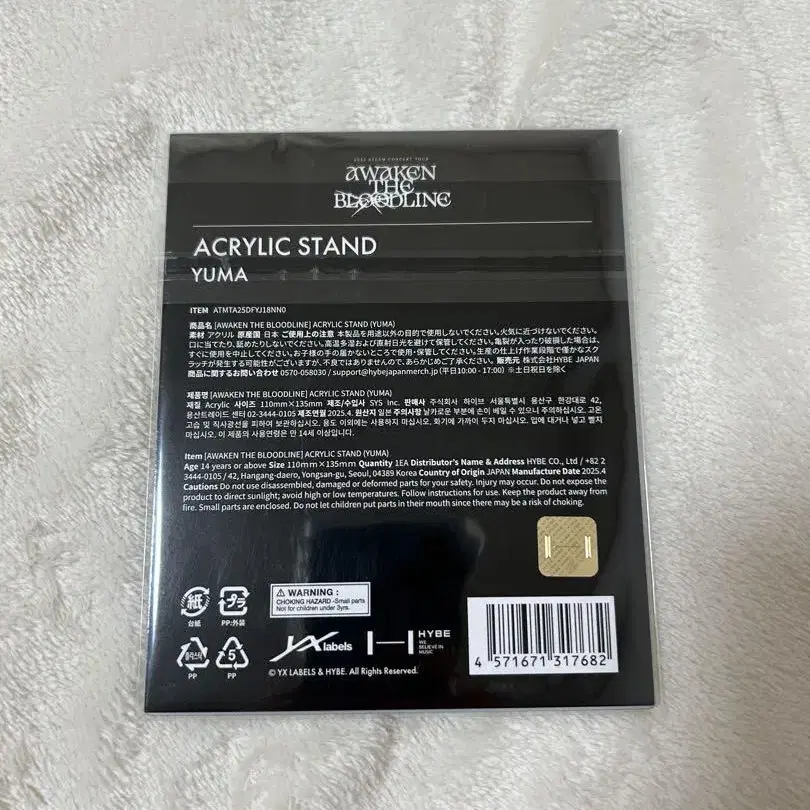 2025 &TEAM CONCERT TOUR
AWAKEN
THE
BLOODLINE
ACRYLIC STAND
YUMA
ITEM ATMTA25DFYJ18NN0
商品名 [AWAKEN THE BLOODLINE] ACRYLIC STAND (YUMA)
素材 アクリル 原産国 日本 ご使用上の注意 本製品を用途以外の目的で使用しないでください。火気に近づけないでください。
口に当てたり、舐めたりしないでください。高温多湿および直射日光を避けて保管してください。亀裂が入ったり破損した場合は、
すぐに使用を中止してください。お子様の手の届かないところで使用・保管してください。生産の仕上げ作業段階で僅かなスク
ラッチが発生する可能性がございますが、不良ではありませんので、あらかじめご了承ください。販売元 株式会社HYBE JAPAN
商品に関するお問い合わせ 0570-058030 / support@hybejapanmerch.jp (平日10:00 - 17:00) ※土日祝日を除く
제품명 [AWAKEN THE BLOODLINE] ACRYLIC STAND (YUMA)
재질 Acrylic 사이즈 110mm×135mm 제조/수입사 SYS Inc. 판매사 주식회사 하이브 서울특별시 용산구 한강대로 42,
용산트레이드 센터 02-3444-0105 제조연월 2025.4. 원산지 일본 주의사항 날카로운 부분에 손이 베일 수 있으니 주의하십시오. 고온
고습 및 직사광선을 피하여 보관하십시오. 용도 이외에는 사용하지 마십시오. 화기에 가까이 두지 마십시오. 입에 대거나 넣고 빨지
마십시오. 이 제품의 사용연령은 만 14세 이상입니다.
Item [AWAKEN THE BLOODLINE] ACRYLIC STAND (YUMA)
Age 14 years or above Size 110mm×135mm Quantity 1EA Distributor's Name & Address HYBE CO., Ltd / +82 2
3444-0105 / 42, Hangang-daero, Yongsan-gu, Seoul, 04389 Korea Country of Origin JAPAN Manufacture Date 2025.4
Cautions Do not use disassembled, damaged or deformed parts for your safety. Injury may occur. Do not expose the
product to direct sunlight; avoid high or low temperatures. Follow instructions for use. Keep the product away from
fire. Small parts are enclosed. Do not let children put parts in their mouth since there may be a risk of choking.
紙
台紙
プラ
PP:外装
플라스틱
PP
5
PP
WARNING :
CHOKING HAZARD -Small parts
Not for children under 3yrs.
YX labels
HYBE
WE
BELIEVE IN
MUSIC
© YX LABELS & HYBE. All Rights Reserved.
4 571671 317682